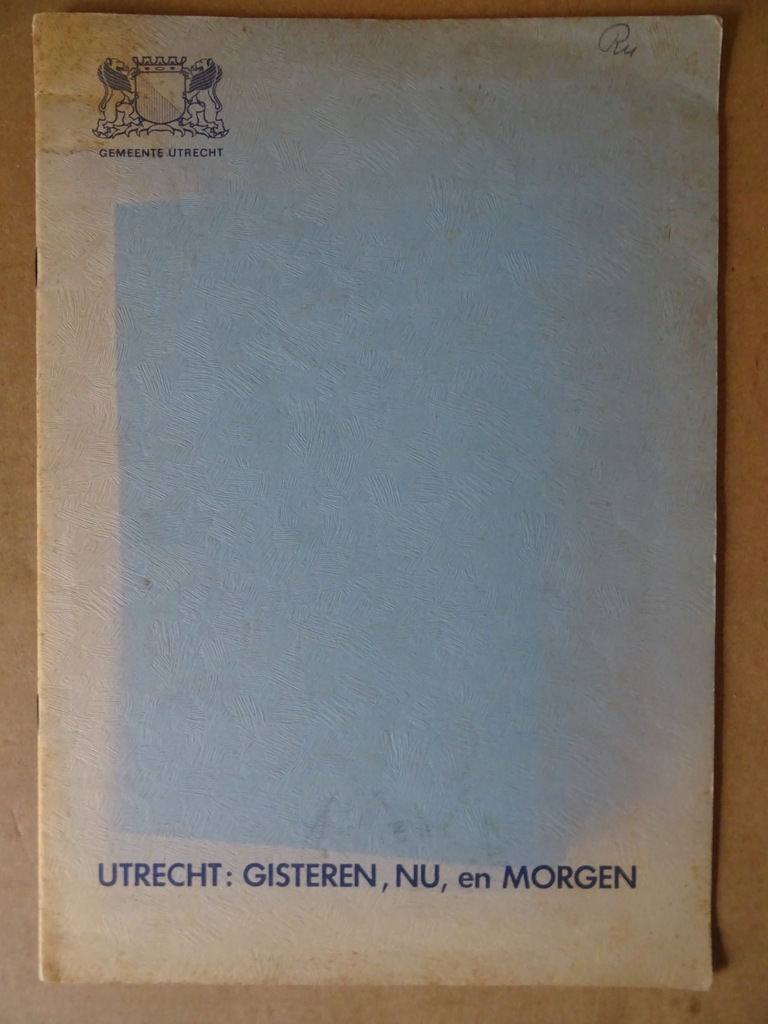 Ru
GEMEENTE UTRECHT
UTRECHT: GISTEREN, NU, en MORGEN